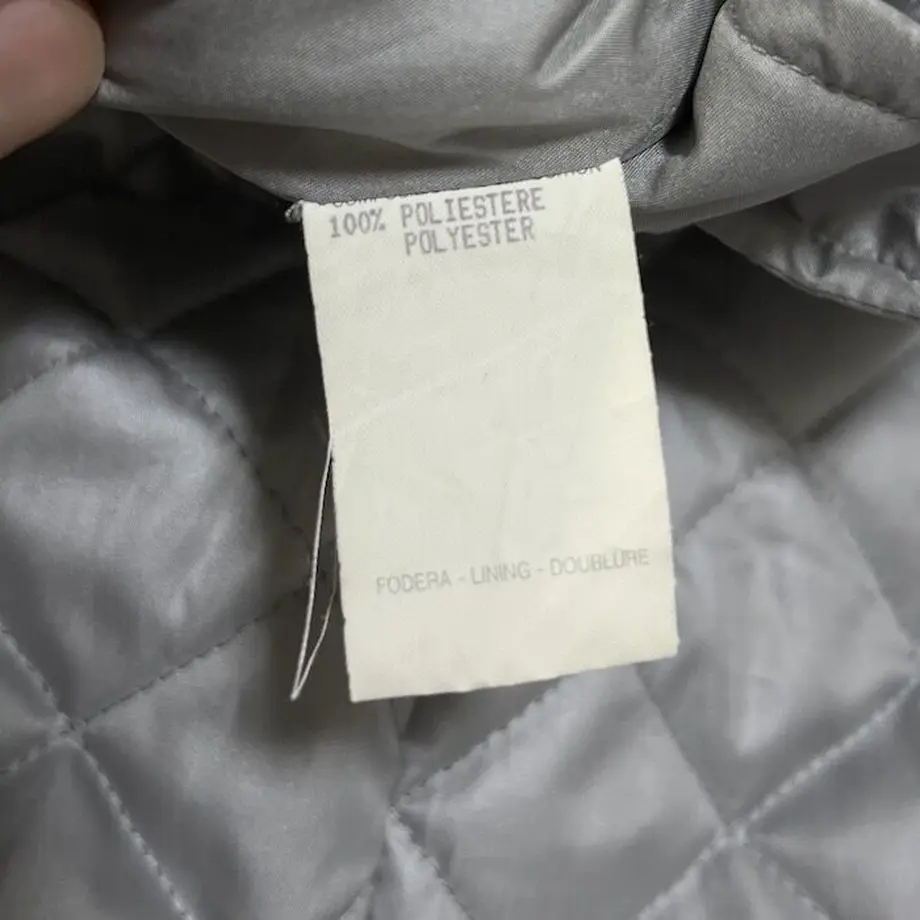 100% POLIESTERE
POLYESTER
FODERA - LINING - DOUBLURE